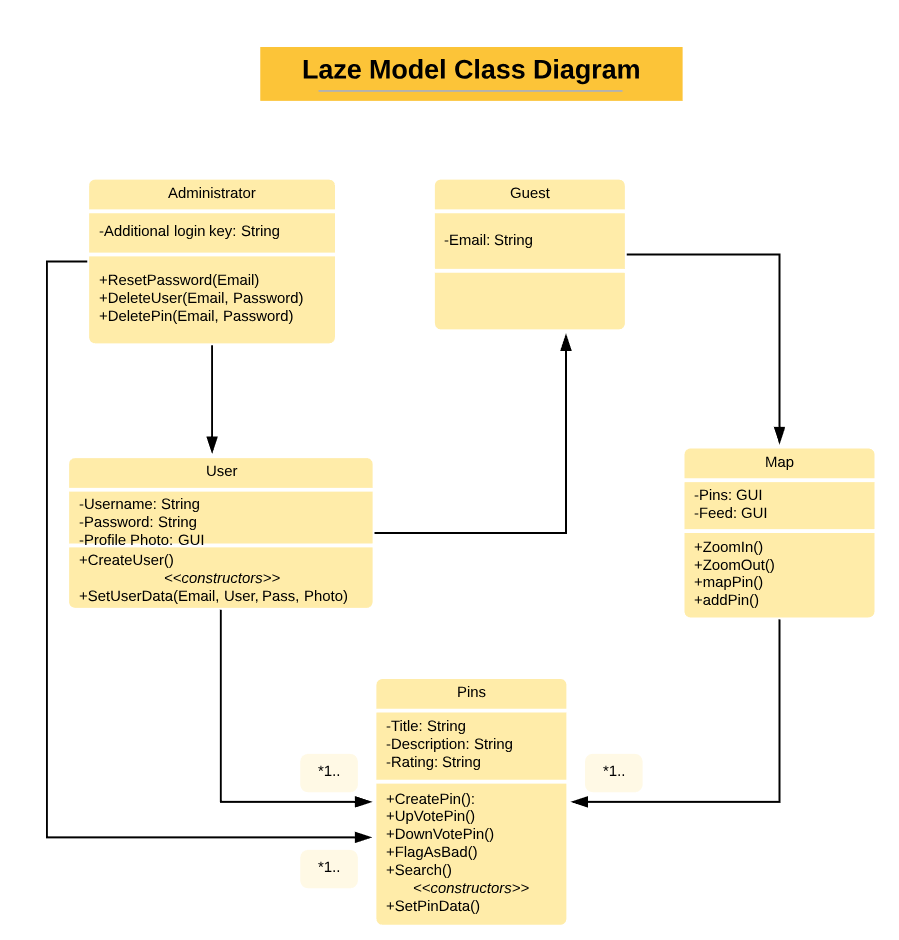 Laze Model Class Diagram
Administrator
-Additional login key: String
+ResetPassword(Email)
+DeleteUser(Email, Password)
+DeletePin(Email, Password)
Guest
-Email: String
User
-Username: String
-Password: String
-Profile Photo: GUI
+CreateUser()
<<constructors>>
+SetUserData(Email, User, Pass, Photo)
Map
-Pins: GUI
-Feed: GUI
+ZoomIn()
+ZoomOut()
+mapPin()
+addPin()
Pins
-Title: String
-Description: String
-Rating: String
+CreatePin():
+UpVotePin()
+DownVotePin()
+FlagAsBad()
+Search()
<<constructors>>
+SetPinData()
*1..
*1..
*1..